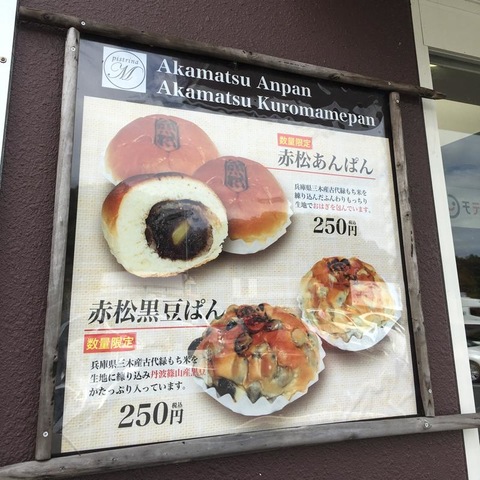 pistrina
M
Akamatsu Anpan
Akamatsu Kuromamepan
数量限定
赤松あんぱん
兵庫県三木産古代緑もち米を
練り込んだふんわりもっちり
生地でおはぎを包んでいます。
250円
税込
赤松黒豆ぱん
数量限定
兵庫県三木産古代緑もち米を
生地に練り込み丹波篠山産黒豆
がたっぷり入っています。
250円
税込